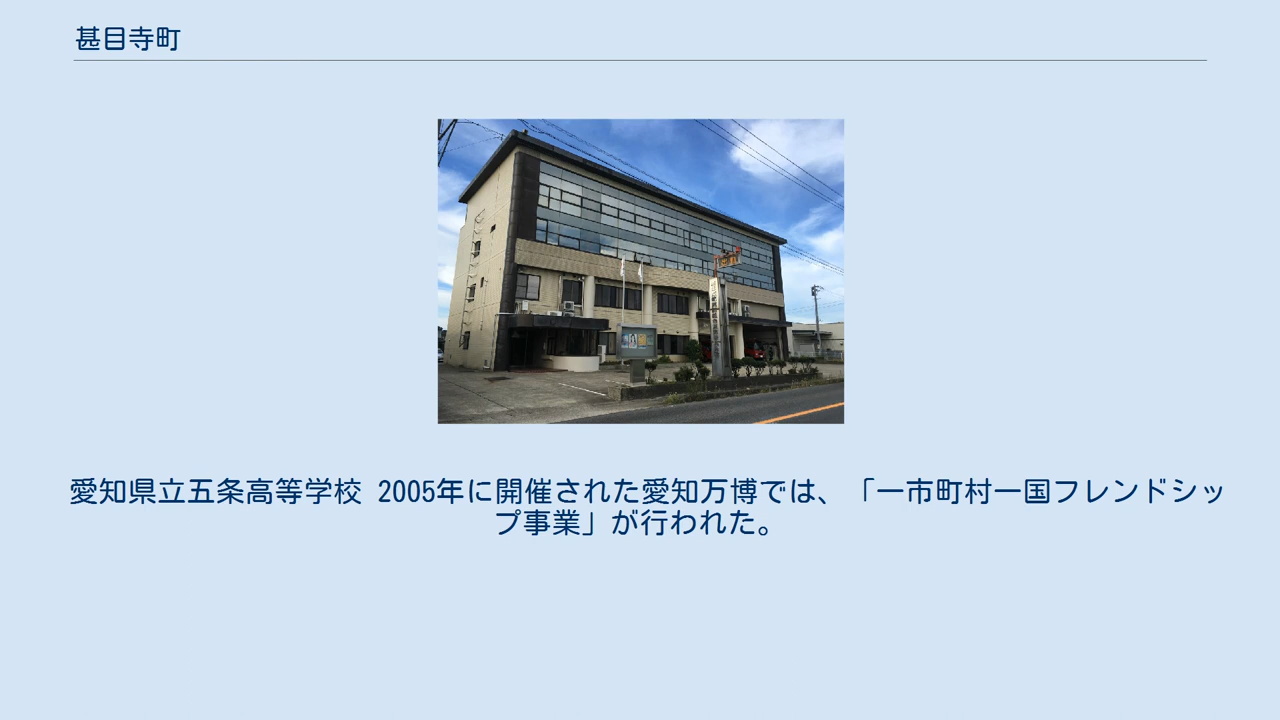 甚目寺町
愛知県立五条高等学校 2005年に開催された愛知万博では、「一市町村一国フレンドシッ
プ事業」が行われた。